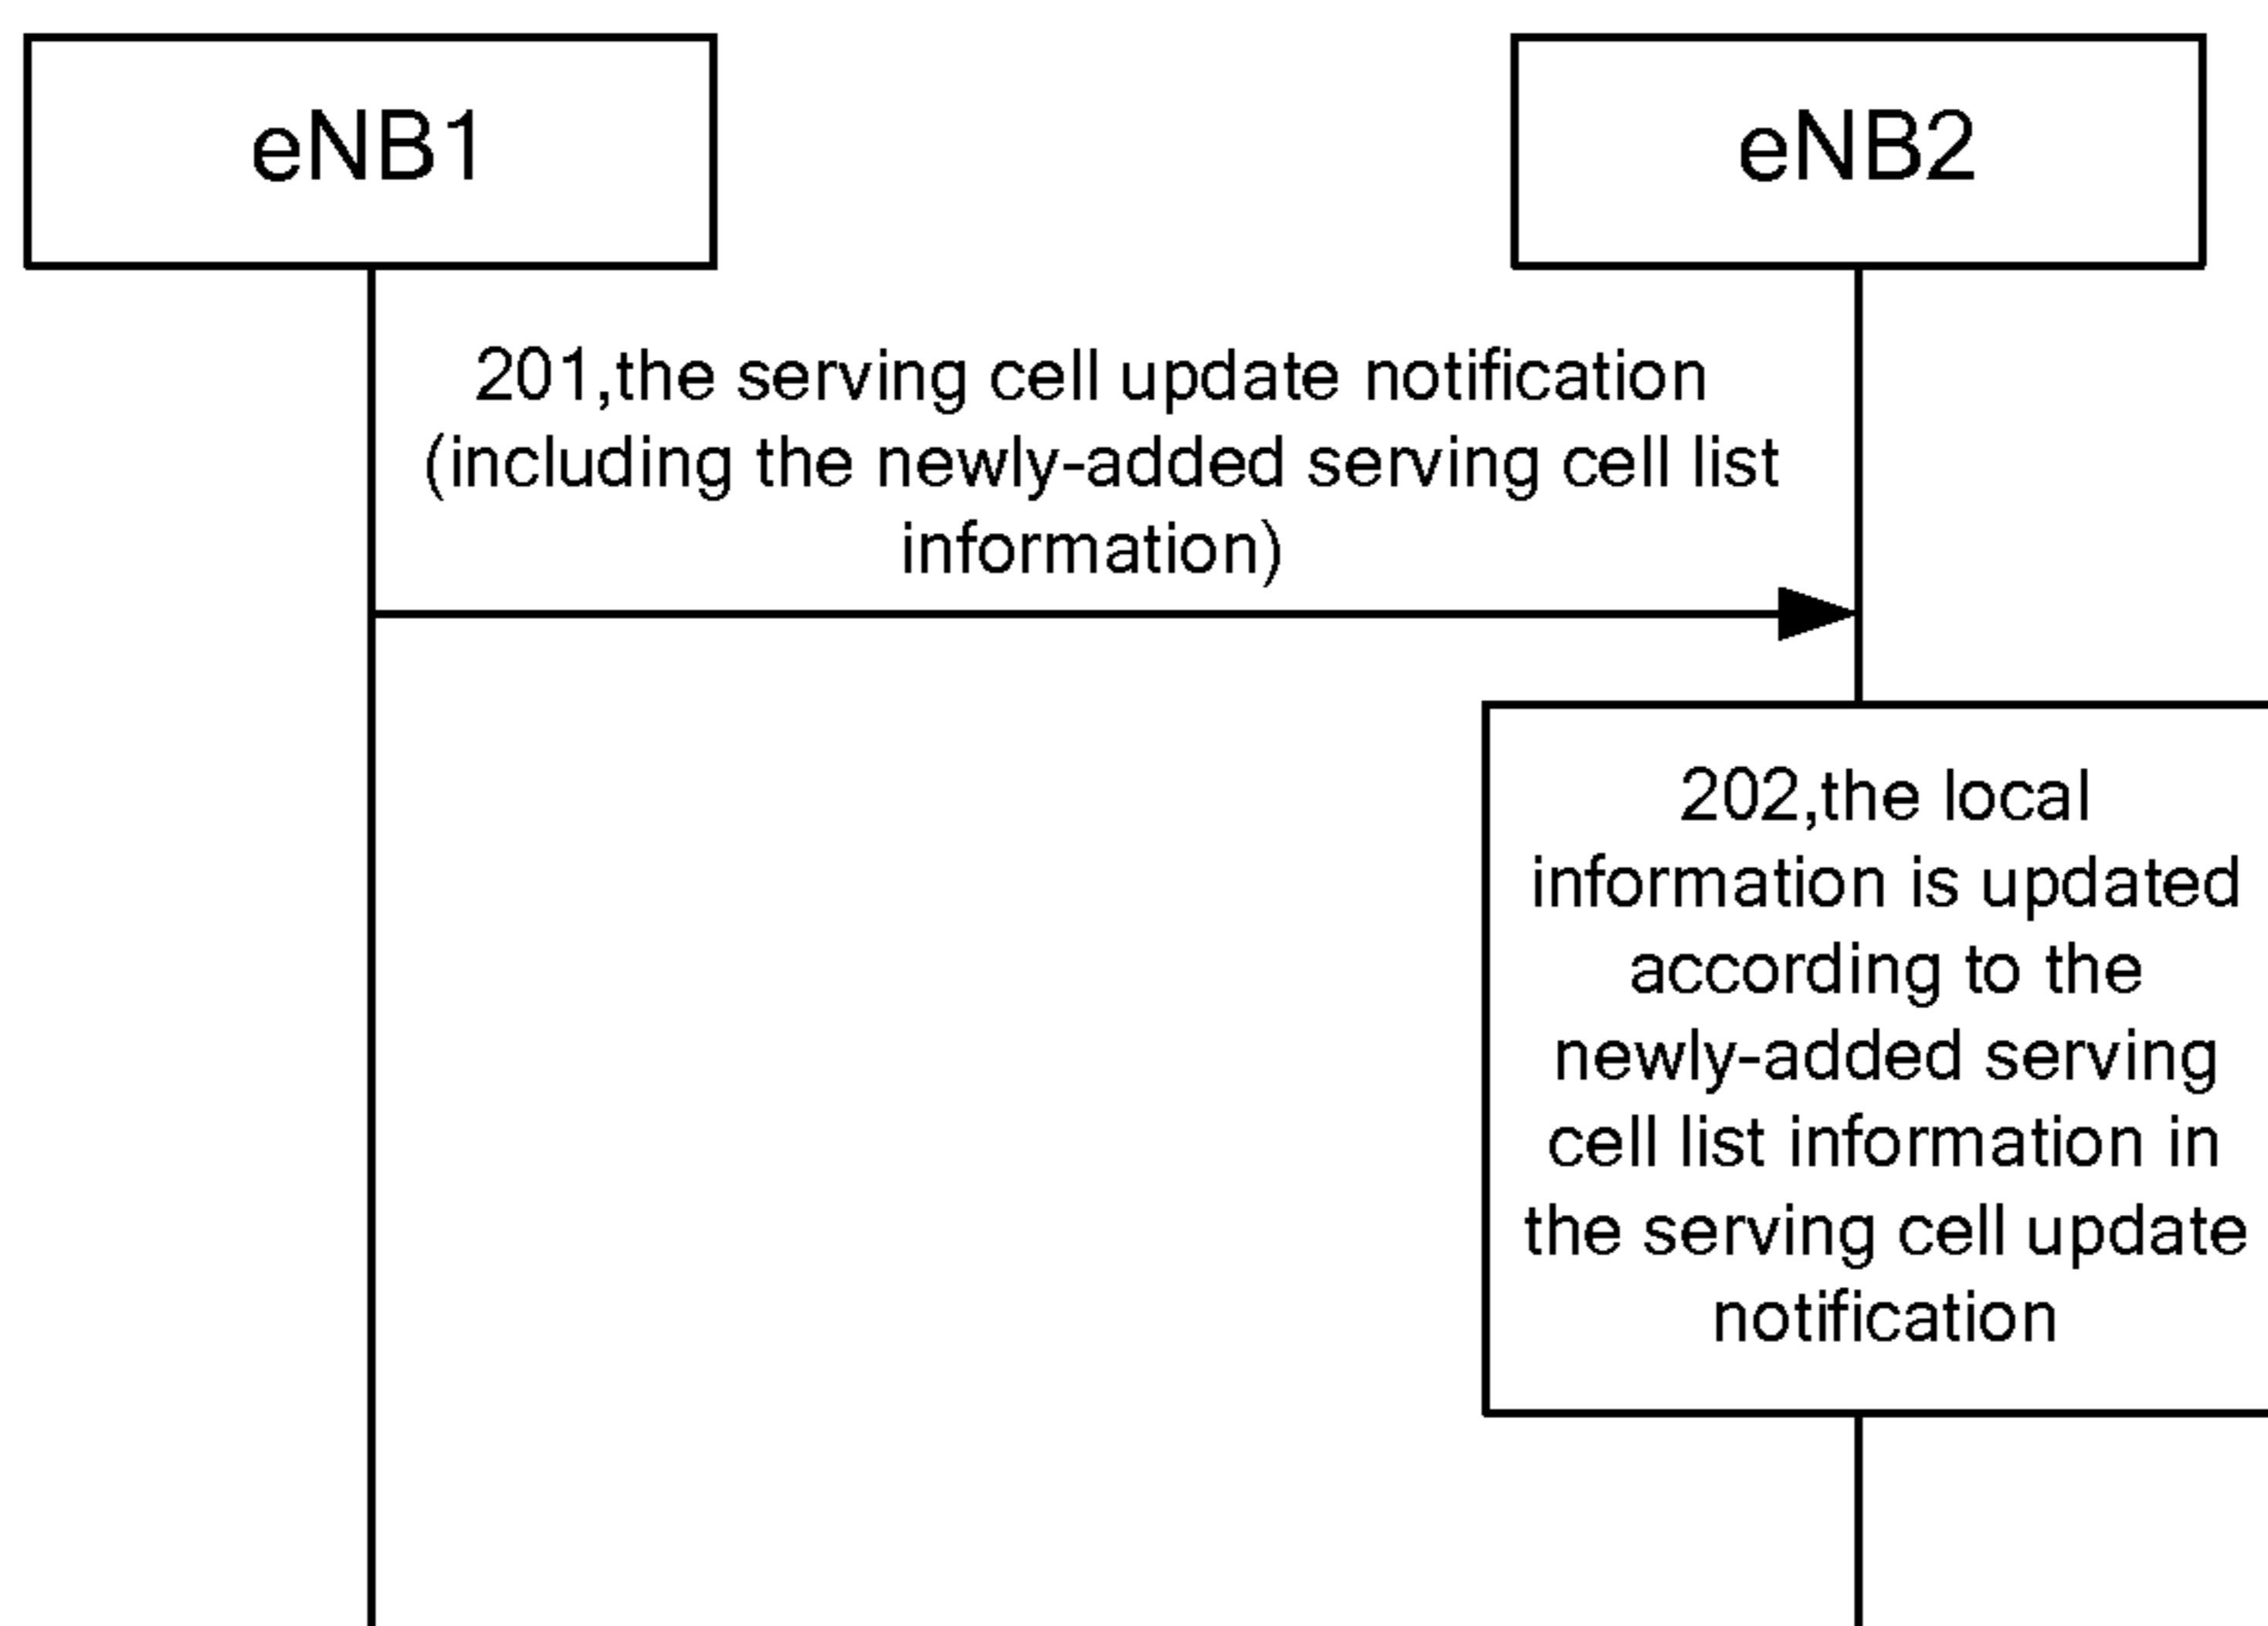 eNB1
eNB2
201,the serving cell update notification
(including the newly-added serving cell list
information)
202,the local
information is updated
according to the
newly-added serving
cell list information in
the serving cell update
notification